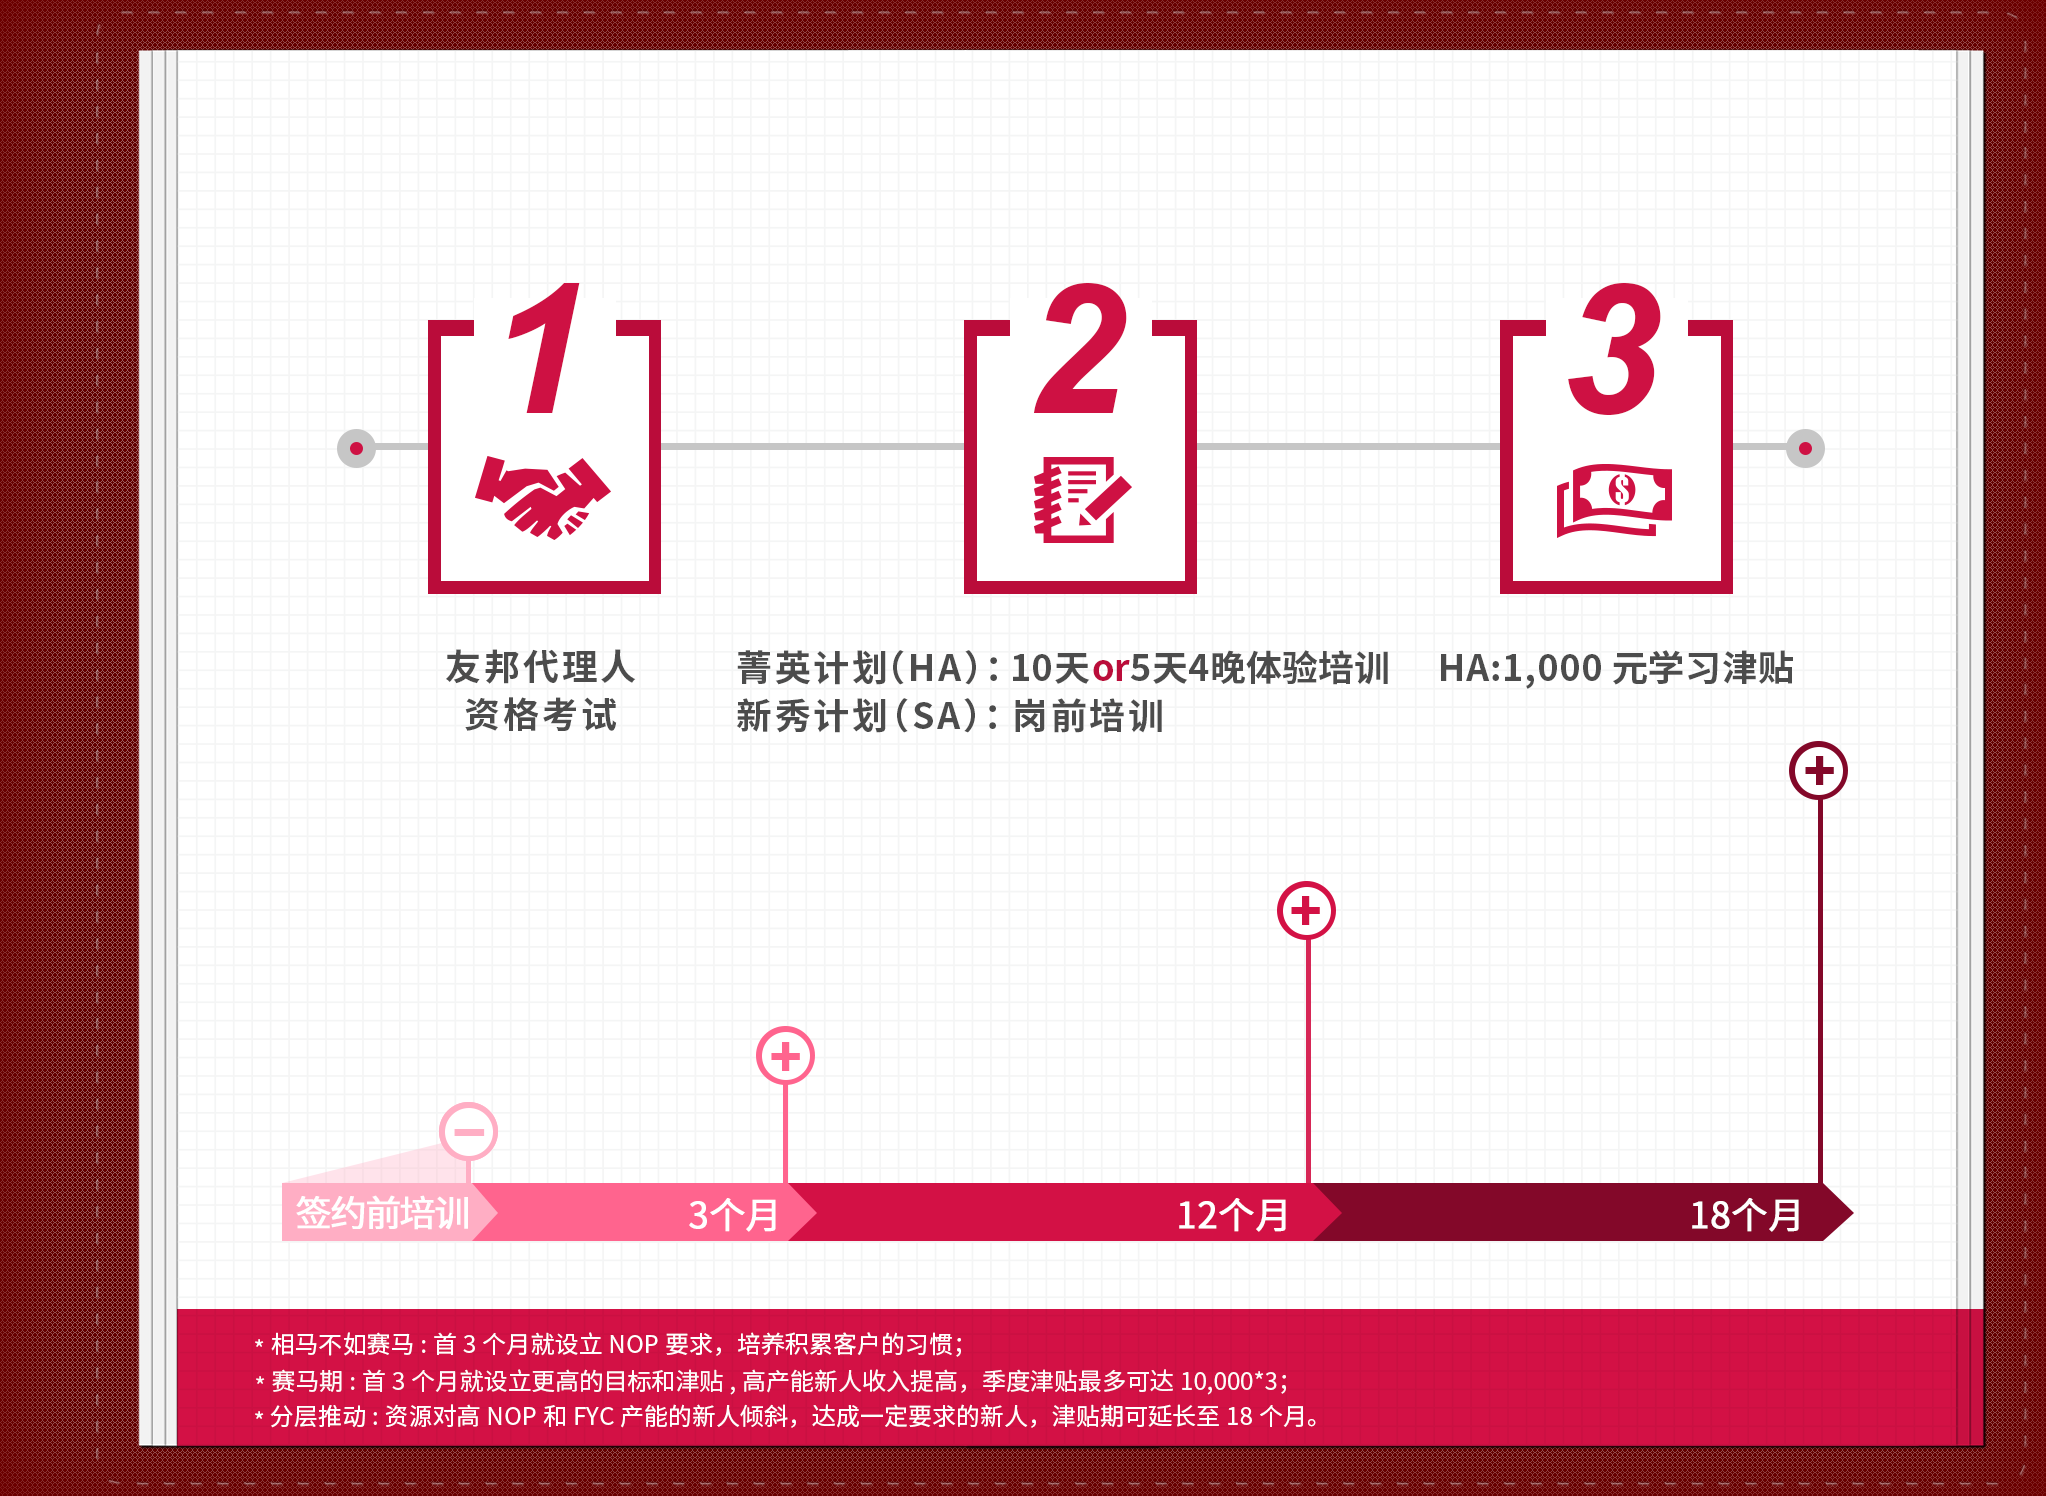 1
2
3
友邦代理人
资格考试
菁英计划(HA): 10天or5天4晚体验培训
新秀计划(SA): 岗前培训
HA:1,000 元学习津贴
签约前培训
3个月
12个月
18个月
* 相马不如赛马 : 首 3 个月就设立 NOP 要求，培养积累客户的习惯；
* 赛马期 : 首 3 个月就设立更高的目标和津贴 , 高产能新人收入提高，季度津贴最多可达 10,000*3；
* 分层推动 : 资源对高 NOP 和 FYC 产能的新人倾斜，达成一定要求的新人，津贴期可延长至 18 个月。